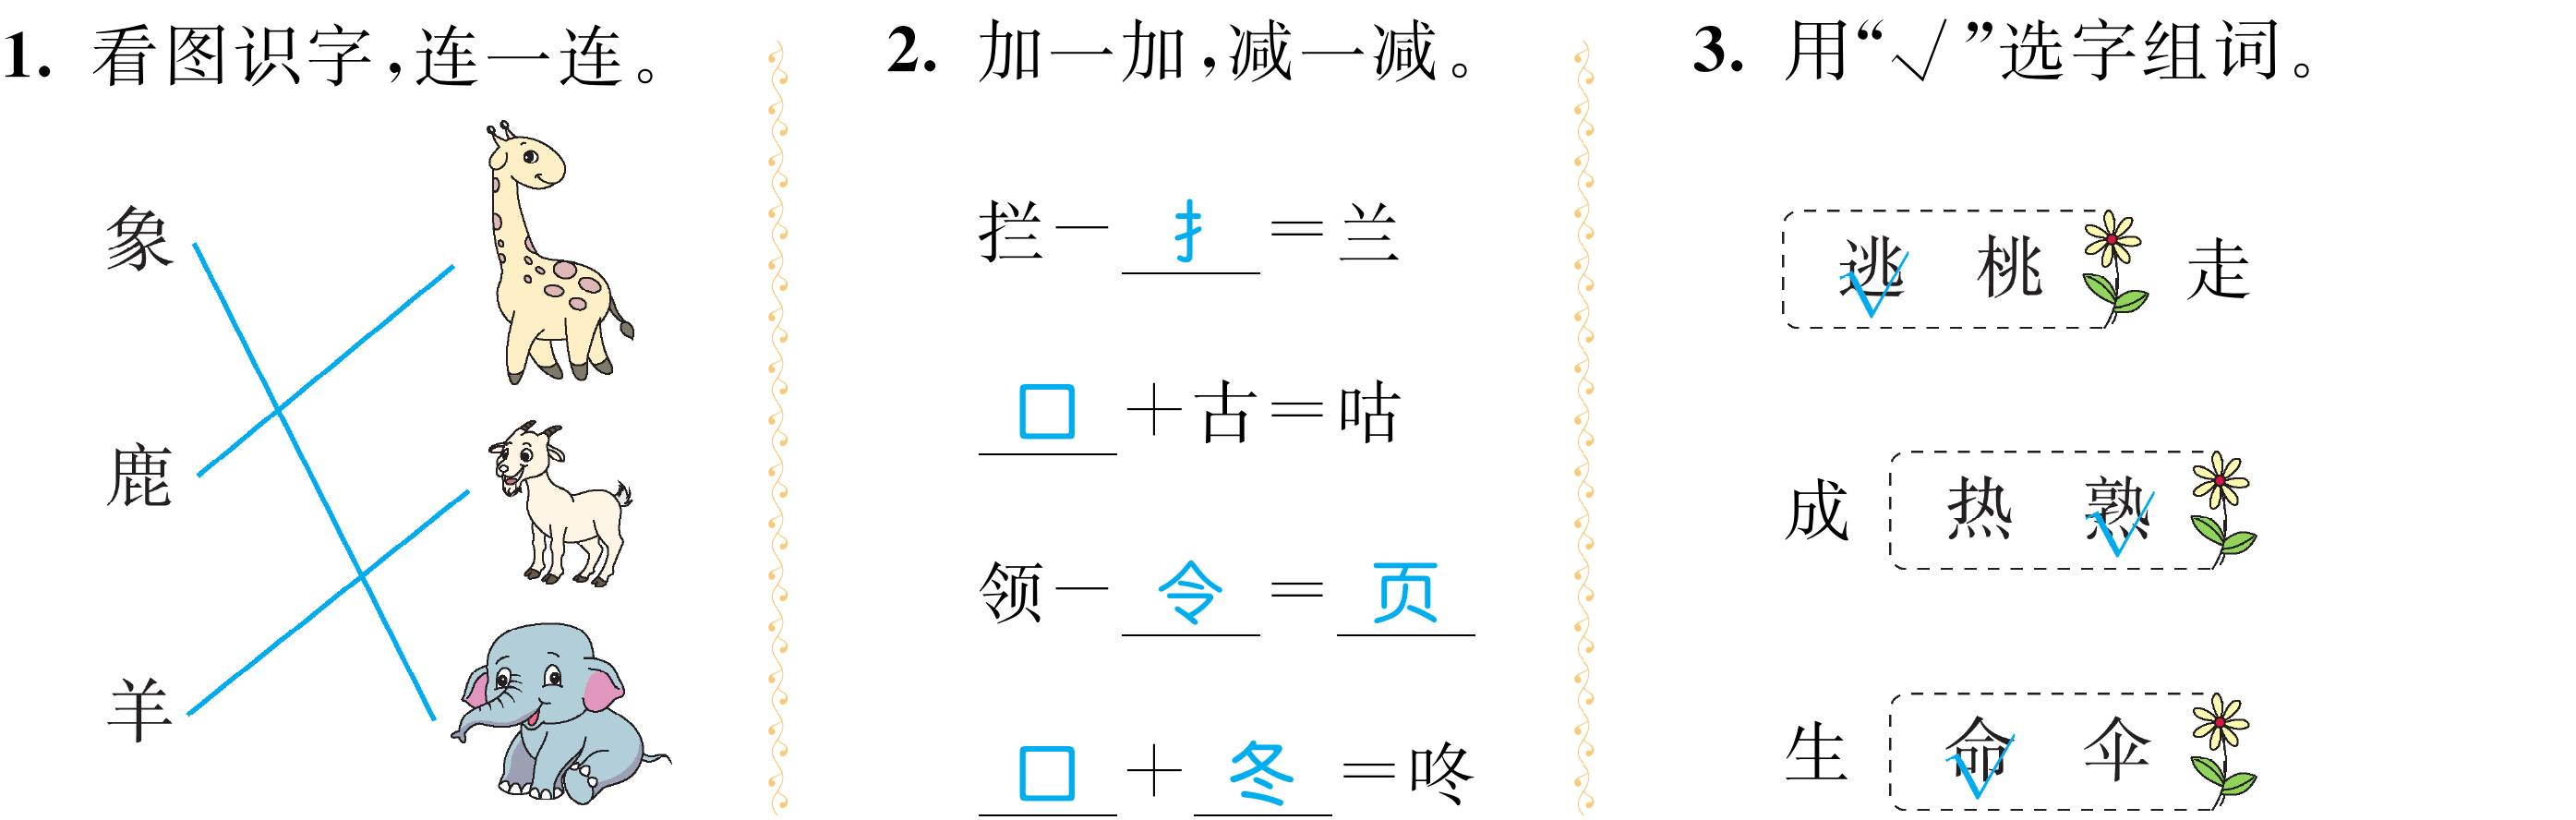 1. 看图识字,连一连。
象
鹿
羊
2. 加一加,减一减。
拦－扌＝兰
口＋古＝咕
领－令＝页
口＋冬＝咚
3. 用“√”选字组词。
逃√ 桃 走
成 热 熟√
生 命√ 伞